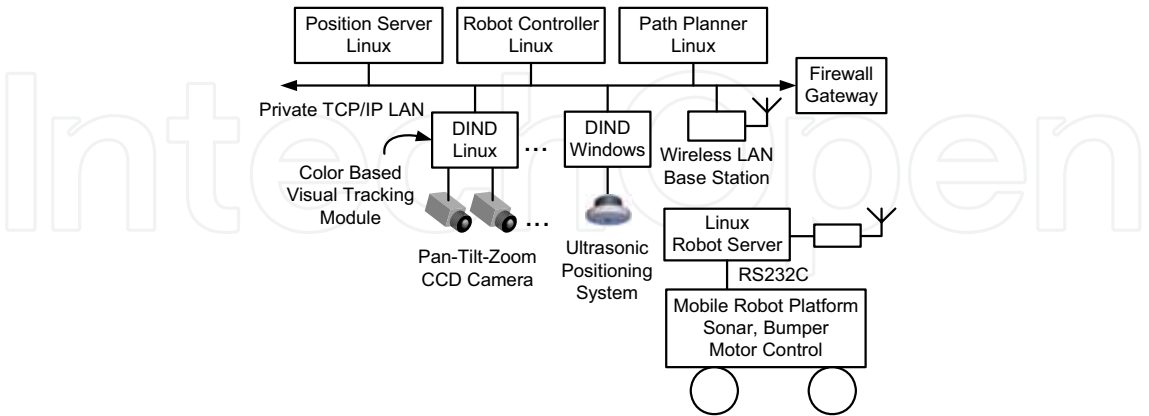 Position Server
Linux
Robot Controller
Linux
Path Planner
Linux
Firewall
Gateway
Private TCP/IP LAN
DIND
Linux
...
DIND
Windows
Wireless LAN
Base Station
Color Based
Visual Tracking
Module
...
Pan-Tilt-Zoom
CCD Camera
Ultrasonic
Positioning
System
Linux
Robot Server
RS232C
Mobile Robot Platform
Sonar, Bumper
Motor Control
IntechOpen